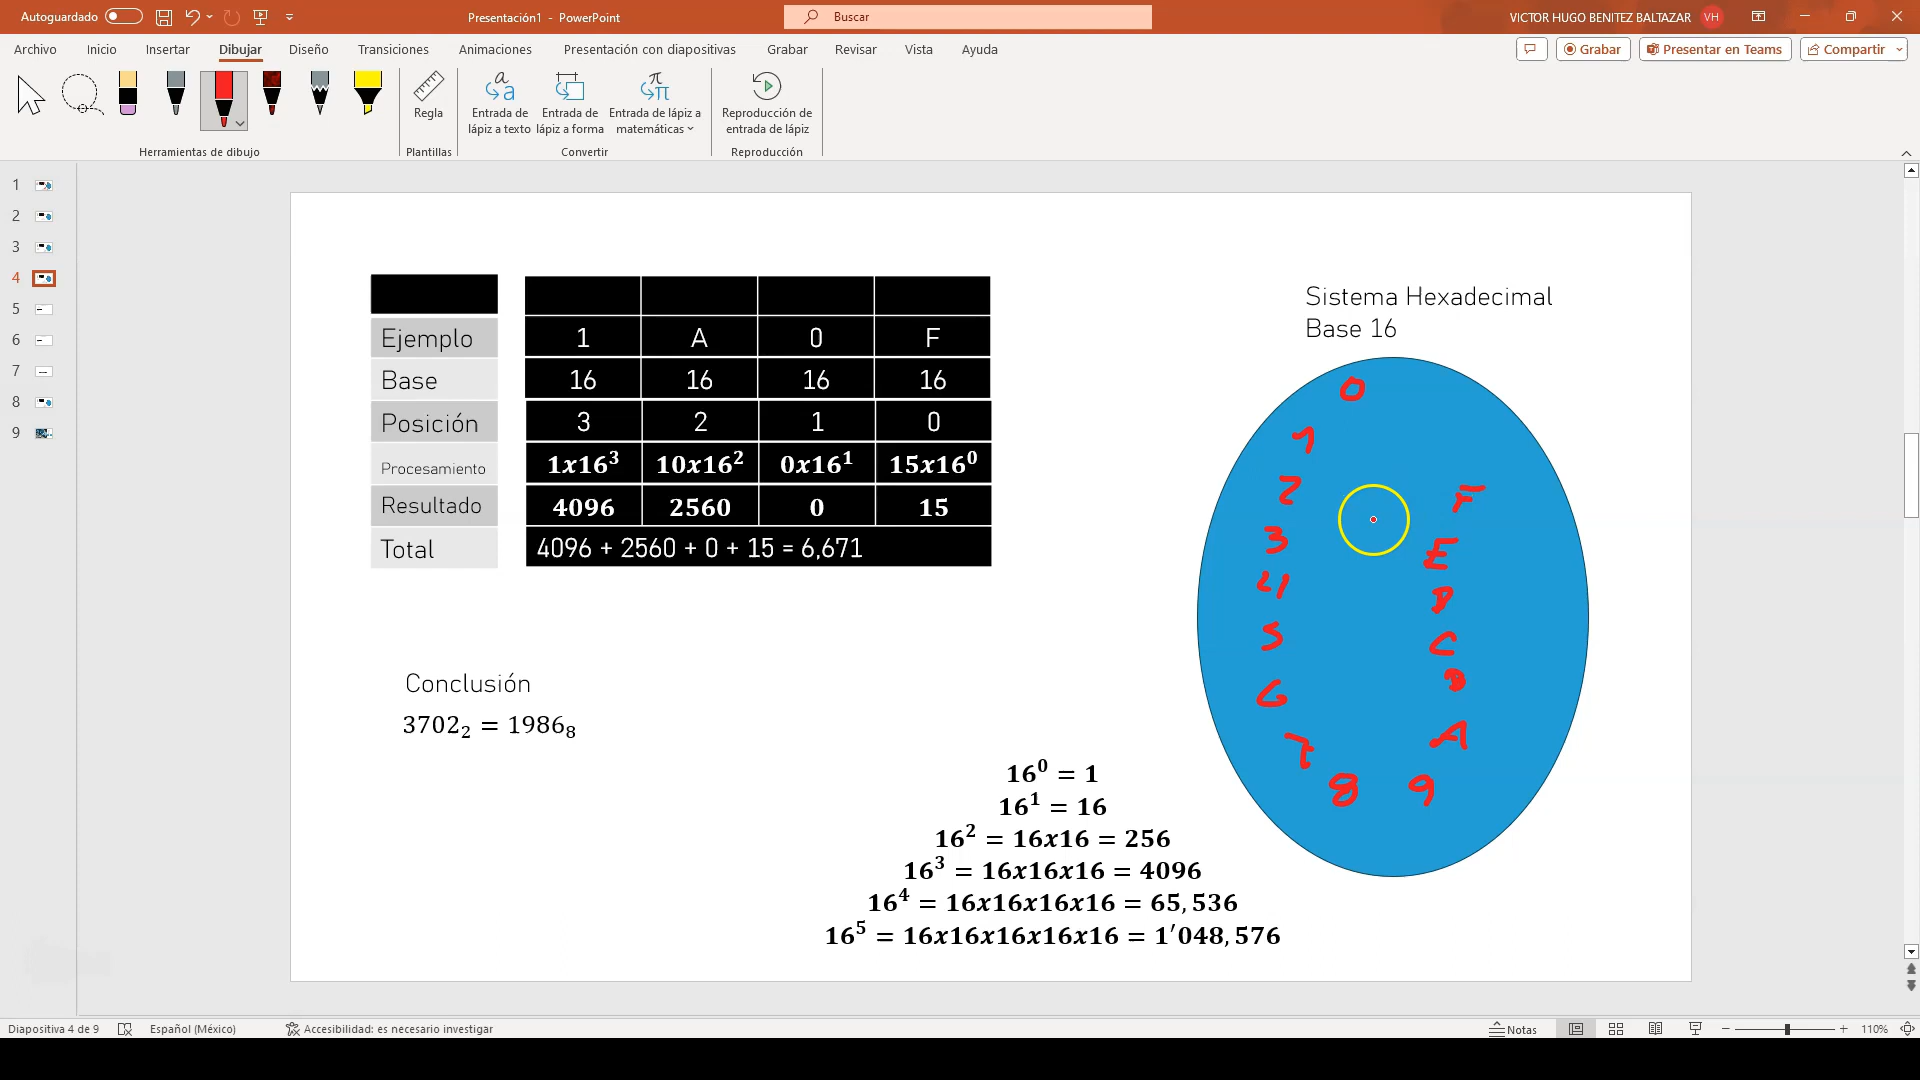 Autoguardado
Presentación1 - PowerPoint
Buscar
VICTOR HUGO BENITEZ BALTAZAR
VH
Archivo Inicio Insertar Dibujar Diseño Transiciones Animaciones Presentación con diapositivas Grabar Revisar Vista Ayuda
Grabar
Presentar en Teams
Compartir
Regla
Entrada de lápiz a texto
Entrada de lápiz a forma
Entrada de lápiz a matemáticas
Reproducción de entrada de lápiz
Herramientas de dibujo
Plantillas
Convertir
Reproducción
1
2
3
4
5
6
7
8
9
Ejemplo 1 A 0 F
Base 16 16 16 16
Posición 3 2 1 0
Procesamiento 1x16³ 10x16² 0x16¹ 15x16⁰
Resultado 4096 2560 0 15
Total 4096 + 2560 + 0 + 15 = 6,671
Conclusión
3702₂ = 1986₈
16⁰ = 1
16¹ = 16
16² = 16x16 = 256
16³ = 16x16x16 = 4096
16⁴ = 16x16x16x16 = 65,536
16⁵ = 16x16x16x16x16 = 1′048,576
Sistema Hexadecimal
Base 16
0
1
2
3
4
5
6
7
8
9
A
B
C
D
E
F
Diapositiva 4 de 9
Español (México)
Accesibilidad: es necesario investigar
Notas
110%